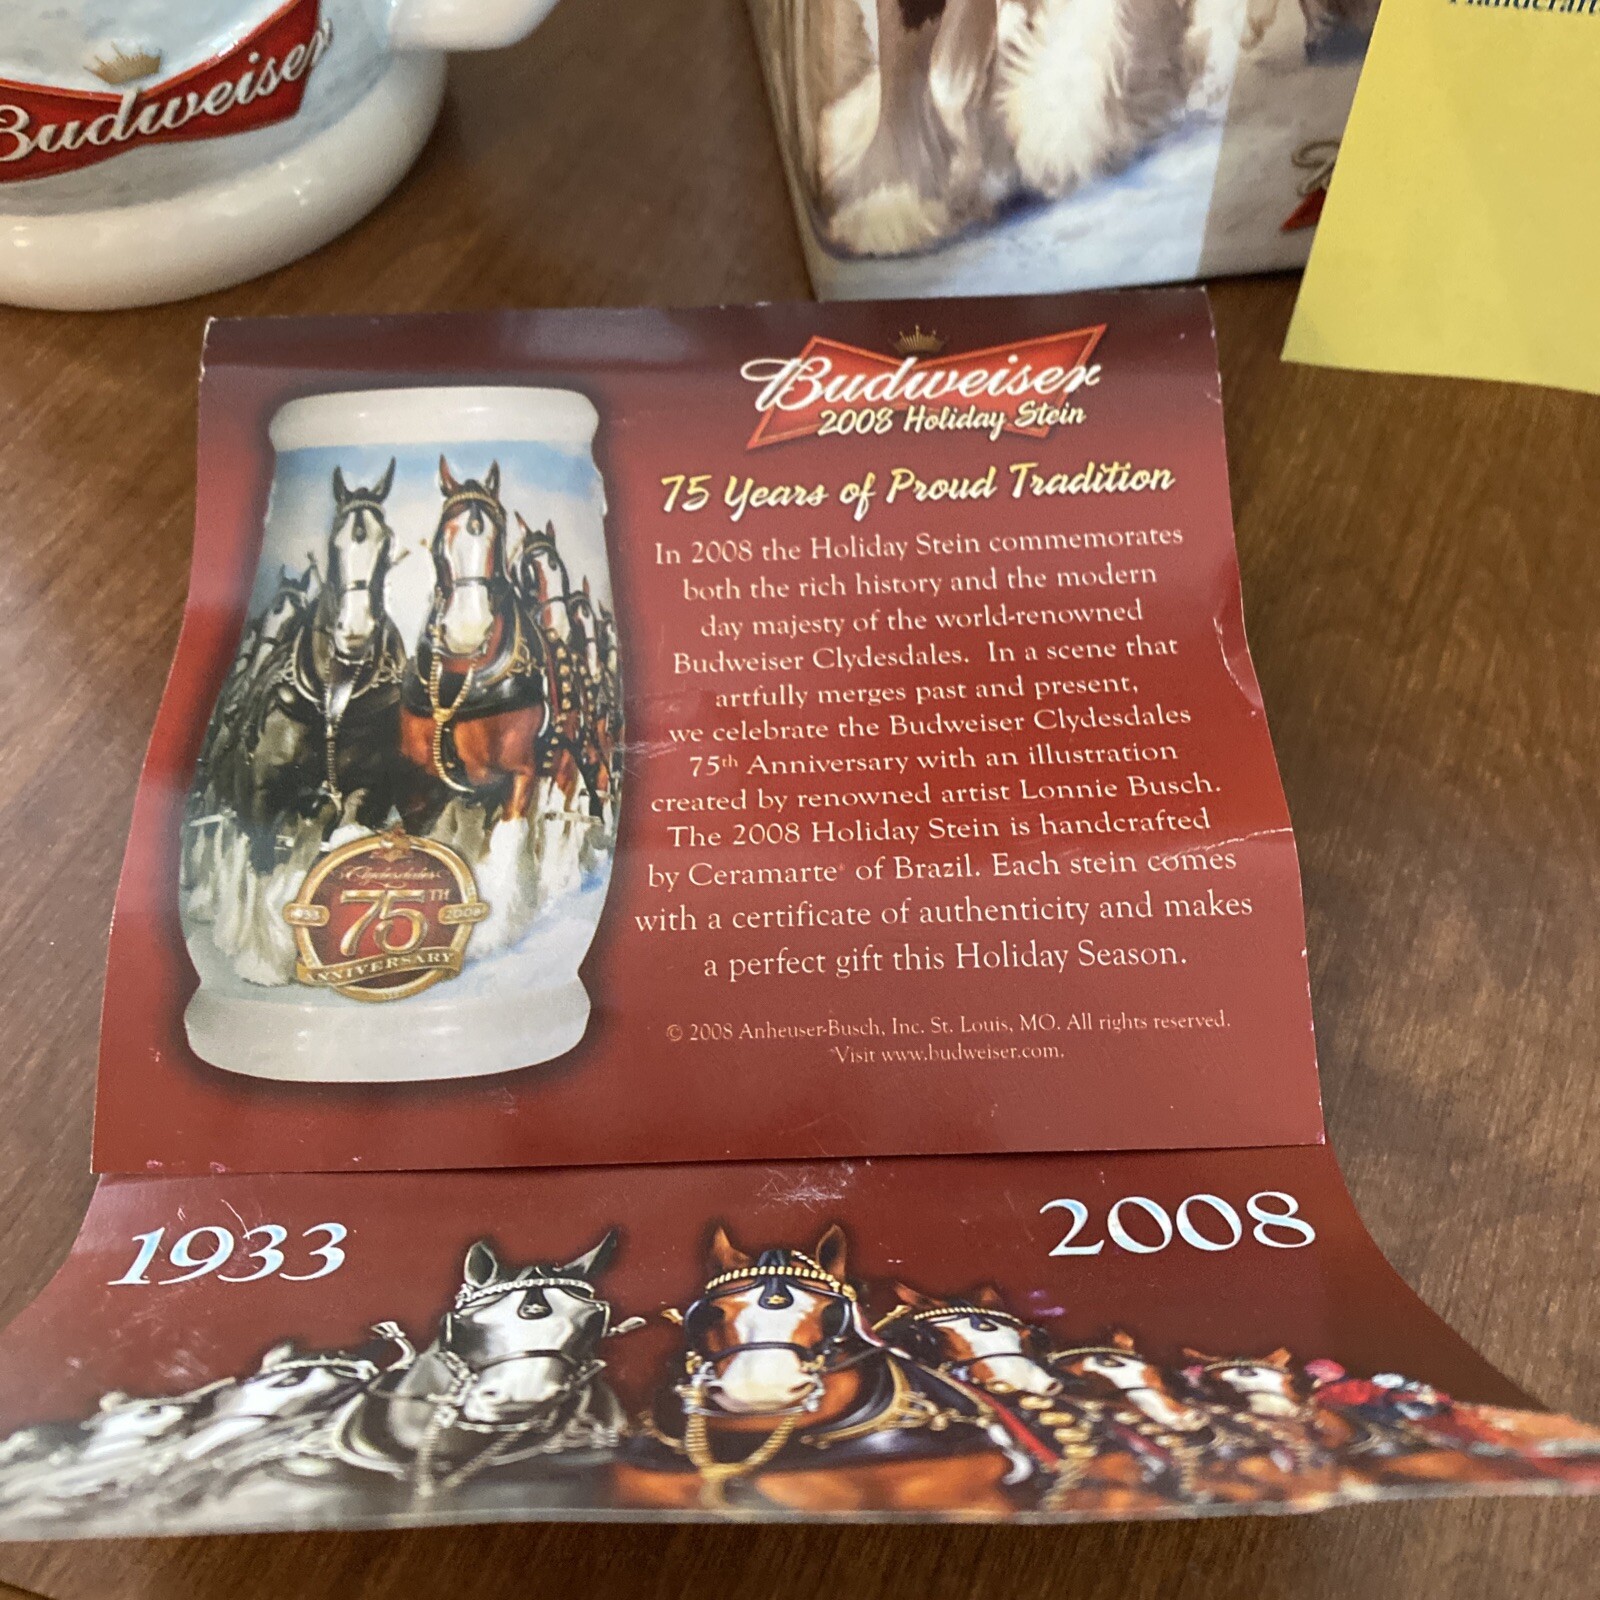 Budweiser
Budweiser
2008 Holiday Stein
75 Years of Proud Tradition
In 2008 the Holiday Stein commemorates
both the rich history and the modern
day majesty of the world-renowned
Budweiser Clydesdales. In a scene that
artfully merges past and present,
we celebrate the Budweiser Clydesdales
75th Anniversary with an illustration
created by renowned artist Lonnie Busch.
The 2008 Holiday Stein is handcrafted
by Ceramarte® of Brazil. Each stein comes
with a certificate of authenticity and makes
a perfect gift this Holiday Season.
© 2008 Anheuser-Busch, Inc. St. Louis, MO. All rights reserved.
Visit www.budweiser.com.
Clydesdales
75TH
1933 2008
ANNIVERSARY
1933
2008